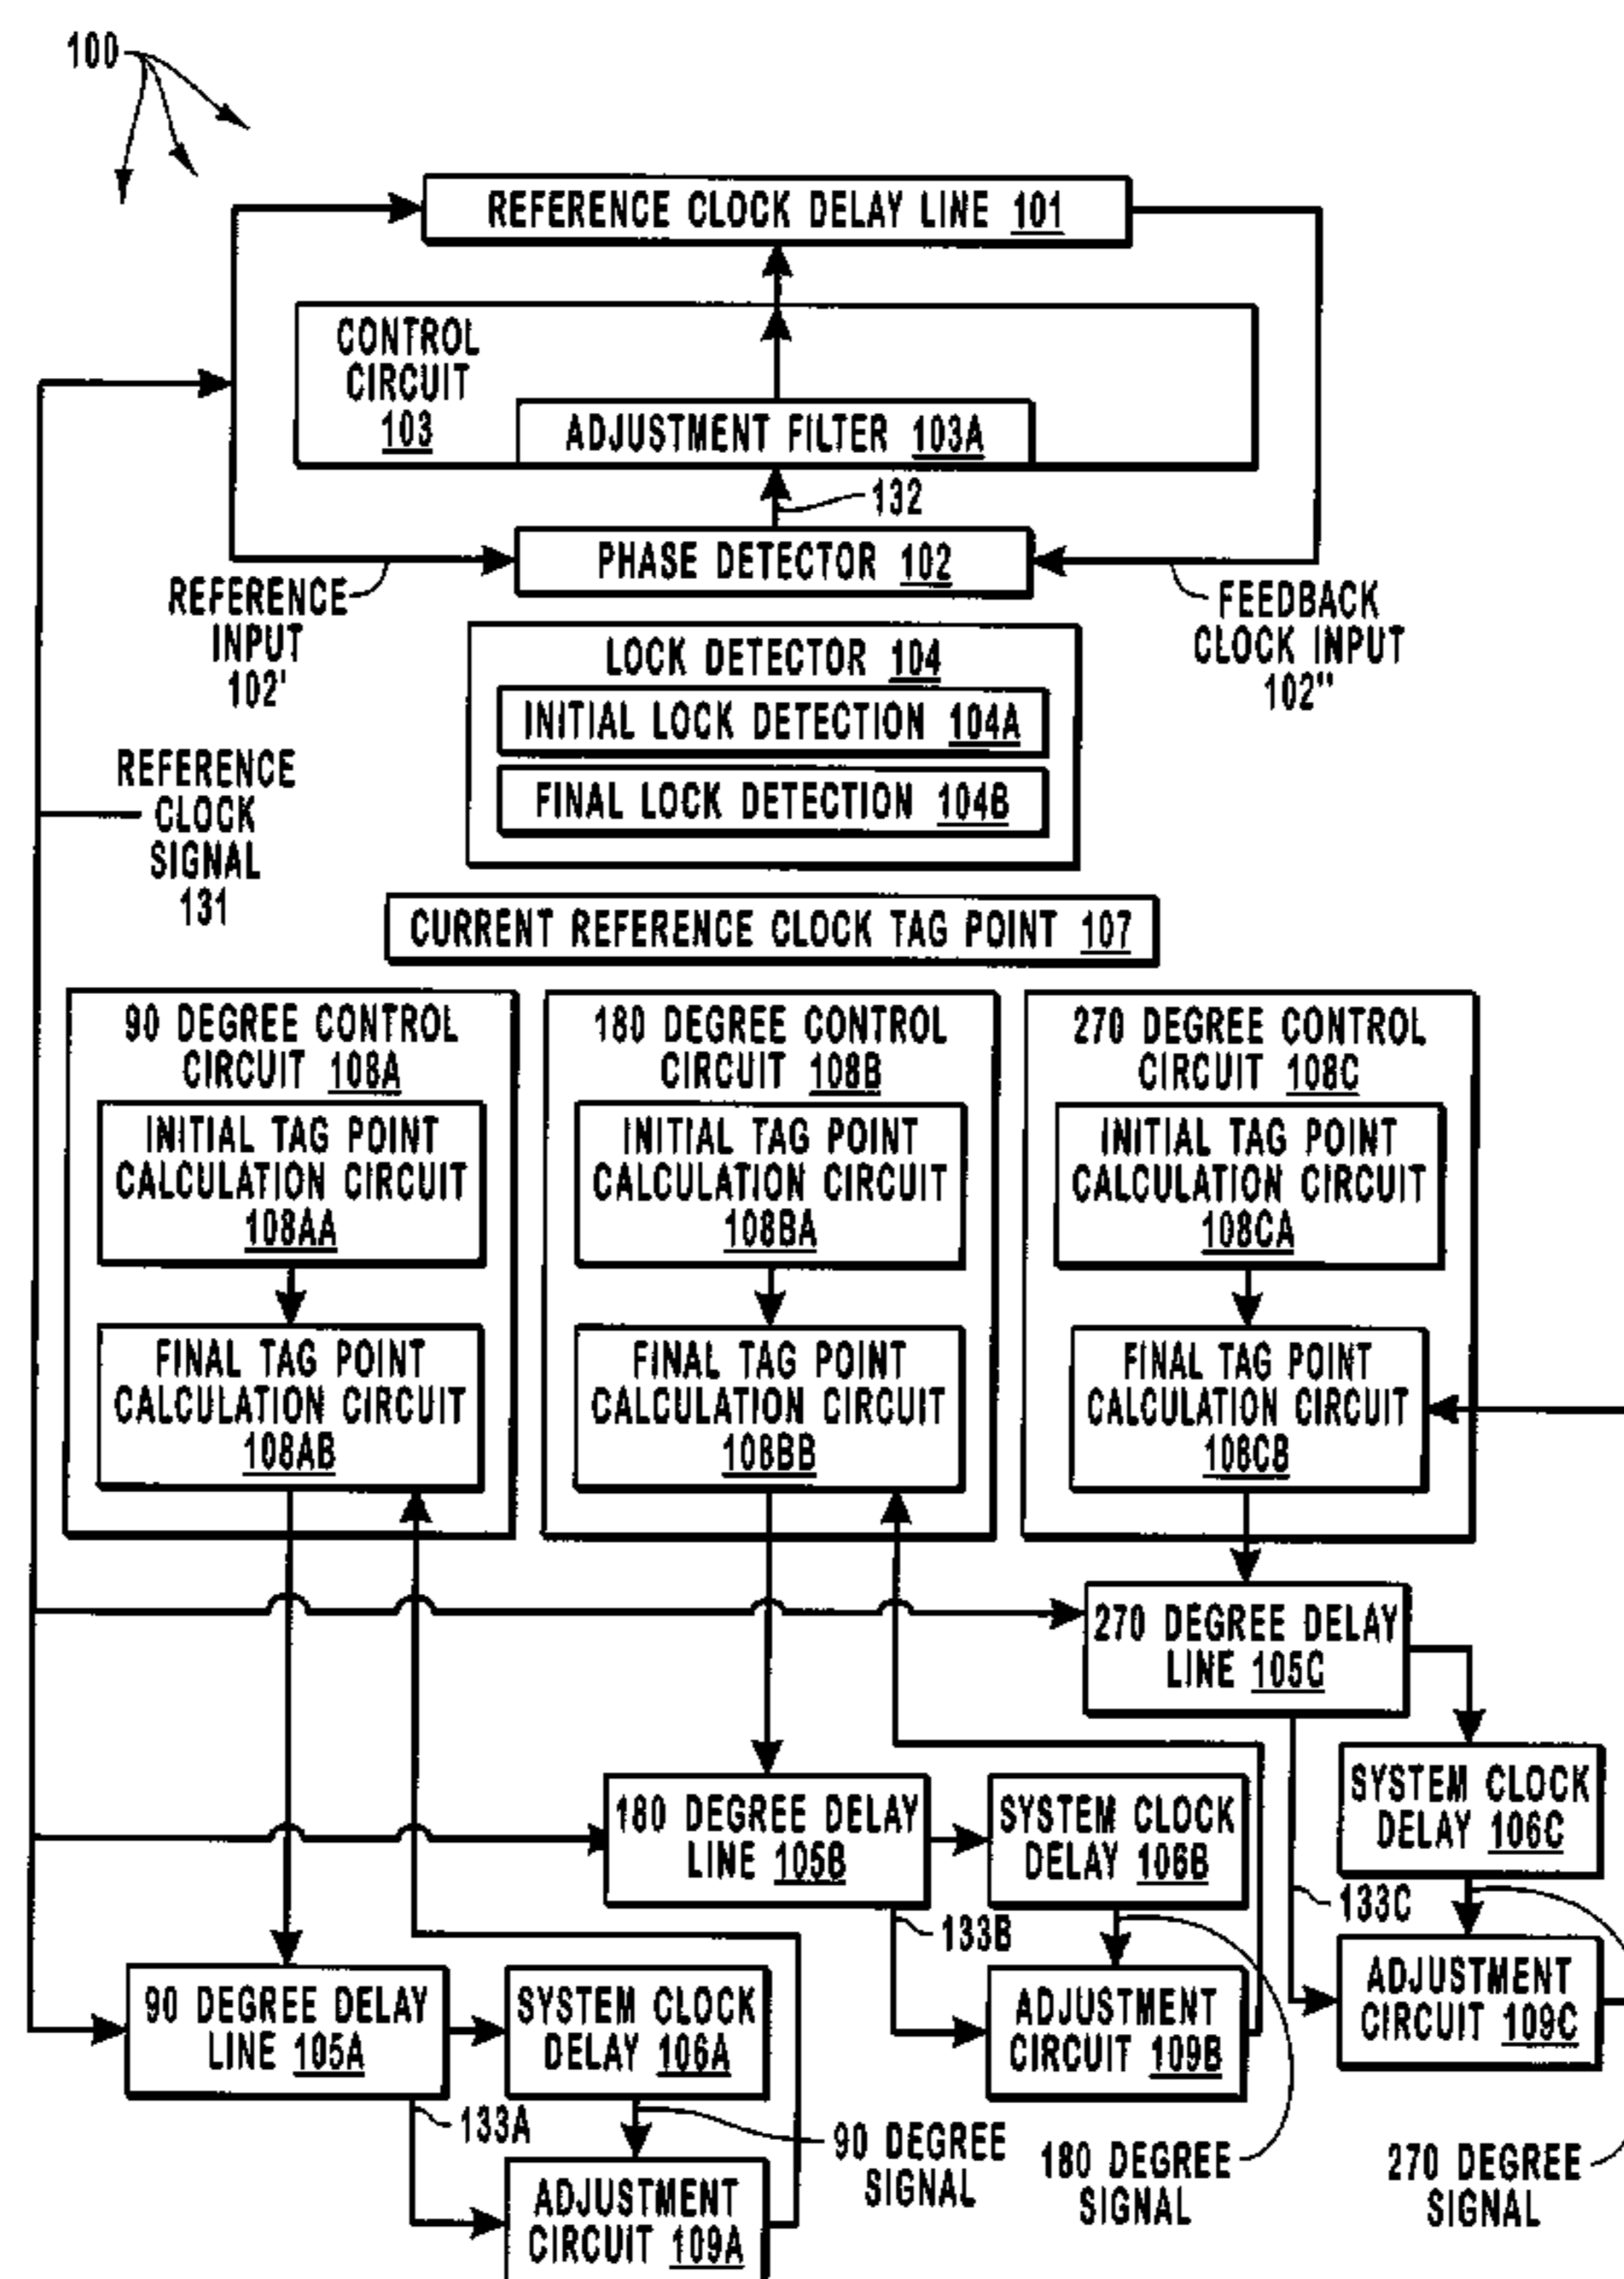 100
REFERENCE CLOCK DELAY LINE 101
CONTROL
CIRCUIT
103
ADJUSTMENT FILTER 103A
132
PHASE DETECTOR 102
REFERENCE
INPUT
102'
FEEDBACK
CLOCK INPUT
102"
LOCK DETECTOR 104
INITIAL LOCK DETECTION 104A
FINAL LOCK DETECTION 104B
REFERENCE
CLOCK
SIGNAL
131
CURRENT REFERENCE CLOCK TAG POINT 107
90 DEGREE CONTROL
CIRCUIT 108A
INITIAL TAG POINT
CALCULATION CIRCUIT
108AA
FINAL TAG POINT
CALCULATION CIRCUIT
108AB
180 DEGREE CONTROL
CIRCUIT 108B
INITIAL TAG POINT
CALCULATION CIRCUIT
108BA
FINAL TAG POINT
CALCULATION CIRCUIT
108BB
270 DEGREE CONTROL
CIRCUIT 108C
INITIAL TAG POINT
CALCULATION CIRCUIT
108CA
FINAL TAG POINT
CALCULATION CIRCUIT
108CB
270 DEGREE DELAY
LINE 105C
SYSTEM CLOCK
DELAY 106C
133C
ADJUSTMENT
CIRCUIT 109C
180 DEGREE DELAY
LINE 105B
SYSTEM CLOCK
DELAY 106B
133B
ADJUSTMENT
CIRCUIT 109B
90 DEGREE DELAY
LINE 105A
SYSTEM CLOCK
DELAY 106A
133A
ADJUSTMENT
CIRCUIT 109A
90 DEGREE
SIGNAL
180 DEGREE
SIGNAL
270 DEGREE
SIGNAL